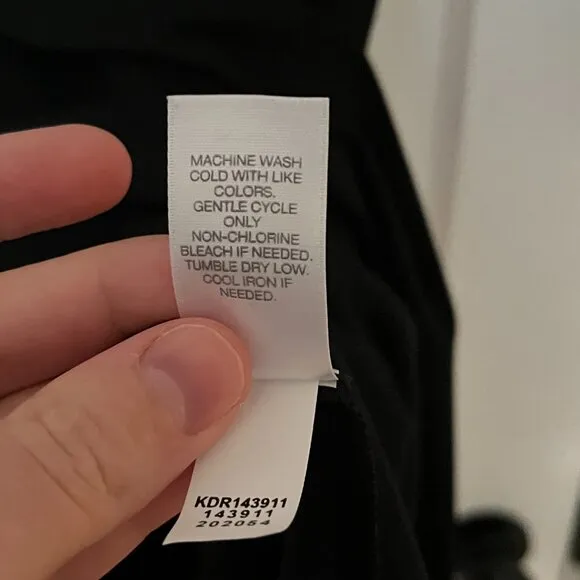 MACHINE WASH
COLD WITH LIKE
COLORS.
GENTLE CYCLE
ONLY
NON-CHLORINE
BLEACH IF NEEDED.
TUMBLE DRY LOW.
COOL IRON IF
NEEDED.
KDR143911
143911
202054